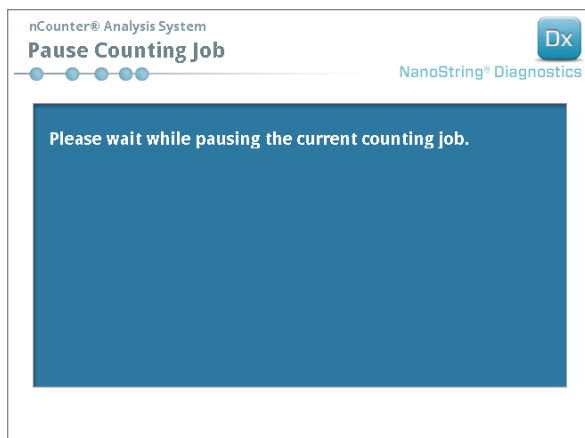 nCounter® Analysis System
Pause Counting Job
Dx
NanoString® Diagnostics
Please wait while pausing the current counting job.